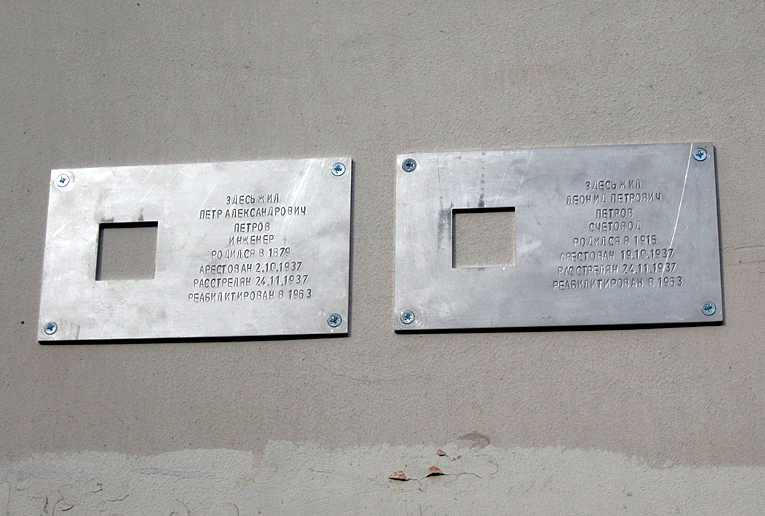 ЗДЕСЬ ЖИЛ
ПЕТР АЛЕКСАНДРОВИЧ
ПЕТРОВ
ИНЖЕНЕР
РОДИЛСЯ В 1879
АРЕСТОВАН 2.10.1937
РАССТРЕЛЯН 24.11.1937
РЕАБИЛИТИРОВАН В 1963
ЗДЕСЬ ЖИЛ
ЛЕОНИД ПЕТРОВИЧ
ПЕТРОВ
СЧЕТОВОД
РОДИЛСЯ В 1915
АРЕСТОВАН 19.10.1937
РАССТРЕЛЯН 24.11.1937
РЕАБИЛИТИРОВАН В 1963